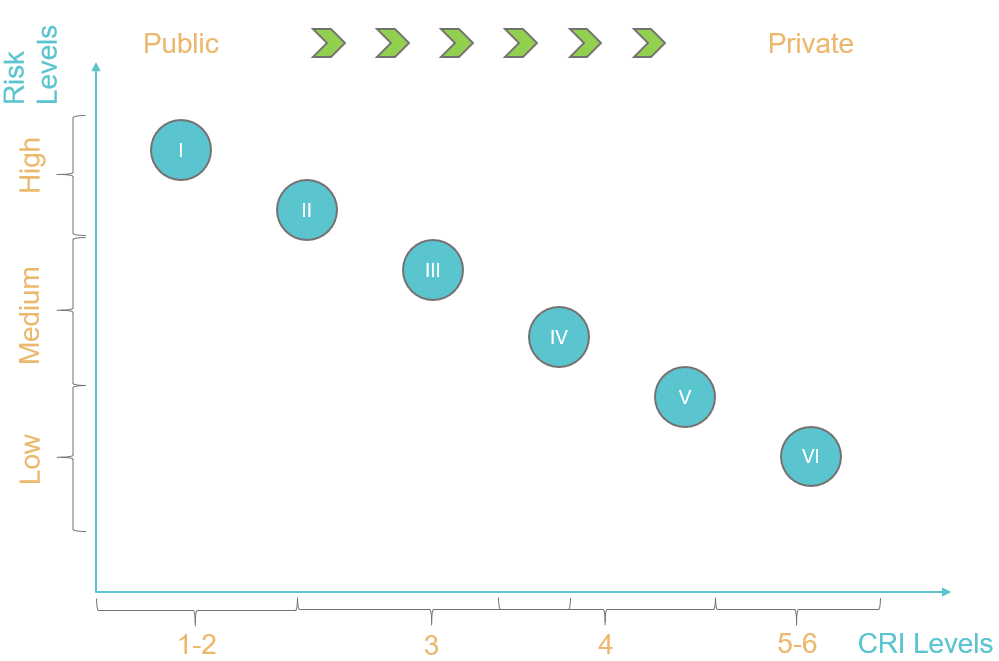 Public
Private
Risk
Levels
High
Medium
Low
I
II
III
IV
V
VI
1-2
3
4
5-6
CRI Levels